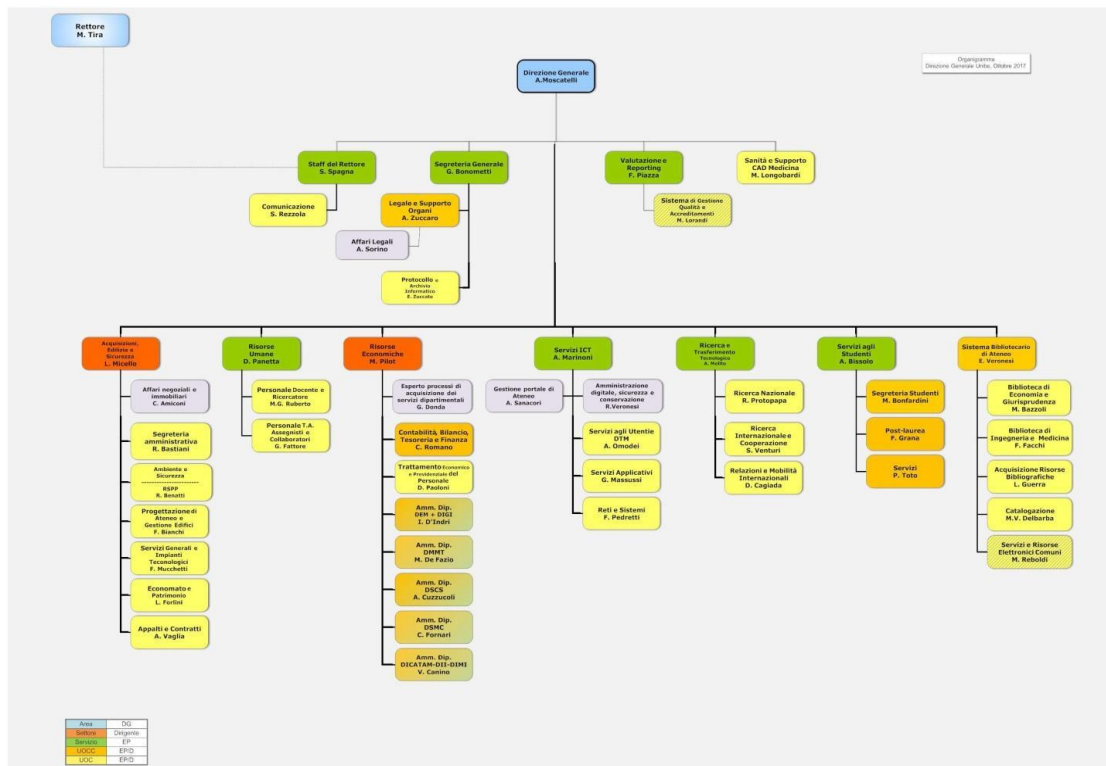 Rettore
M. Tira
Direzione Generale
A.Moscatelli
Organigramma
Direzione Generale Unibs, Ottobre 2017
Staff del Rettore
S. Spagna
Segreteria Generale
G. Bonometti
Valutazione e
Reporting
F. Piazza
Sanità e Supporto
CAD Medicina
M. Longobardi
Comunicazione
S. Rezzola
Legale e Supporto
Organi
A. Zuccaro
Sistema di Gestione
Qualità e
Accreditamenti
M. Lorandi
Affari Legali
A. Sorino
Protocollo e
Archivio
Informatico
E. Zuccato
Acquisizioni,
Edilizia e
Sicurezza
L. Micello
Affari negoziali e
immobiliari
C. Amiconi
Segreteria
amministrativa
R. Bastiani
Ambiente e
Sicurezza
RSPP
R. Benatti
Progettazione di
Ateneo e
Gestione Edifici
F. Bianchi
Servizi Generali e
Impianti
Teconologici
F. Mucchetti
Economato e
Patrimonio
L. Forlini
Appalti e Contratti
A. Vaglia
Risorse
Umane
D. Panetta
Personale Docente e
Ricercatore
M.G. Ruberto
Personale T.A.
Assegnisti e
Collaboratori
G. Fattore
Risorse
Economiche
M. Pilot
Esperto processi di
acquisizione dei
servizi dipartimentali
G. Donda
Contabilità, Bilancio,
Tesoreria e Finanza
C. Romano
Trattamento Economico
e Previdenziale del
Personale
D. Paoloni
Amm. Dip.
DEM + DIGI
I. D'Indri
Amm. Dip.
DMMT
M. De Fazio
Amm. Dip.
DSCS
A. Cuzzucoli
Amm. Dip.
DSMC
C. Fornari
Amm. Dip.
DICATAM-DII-DIMI
V. Canino
Servizi ICT
A. Marinoni
Gestione portale di
Ateneo
A. Sanacori
Amministrazione
digitale, sicurezza e
conservazione
R.Veronesi
Servizi agli Utentie
DTM
A. Omodei
Servizi Applicativi
G. Massussi
Reti e Sistemi
F. Pedretti
Ricerca e
Trasferimento
Tecnologico
Ricerca Nazionale
R. Protopapa
Ricerca
Internazionale e
Cooperazione
S. Venturi
Relazioni e Mobilità
Internazionali
D. Cagiada
Servizi agli
Studenti
A. Bissolo
Segreteria Studenti
M. Bonfardini
Post-laurea
F. Grana
Servizi
P. Toto
Sistema Bibliotecario
di Ateneo
E. Veronesi
Biblioteca di
Economia e
Giurisprudenza
M. Bazzoli
Biblioteca di
Ingegneria e Medicina
F. Facchi
Acquisizione Risorse
Bibliografiche
L. Guerra
Catalogazione
M.V. Delbarba
Servizi e Risorse
Elettronici Comuni
M. Reboldi
Area DG
Settore Dirigente
Servizio EP
UOCC EP/D
UOC EP/D